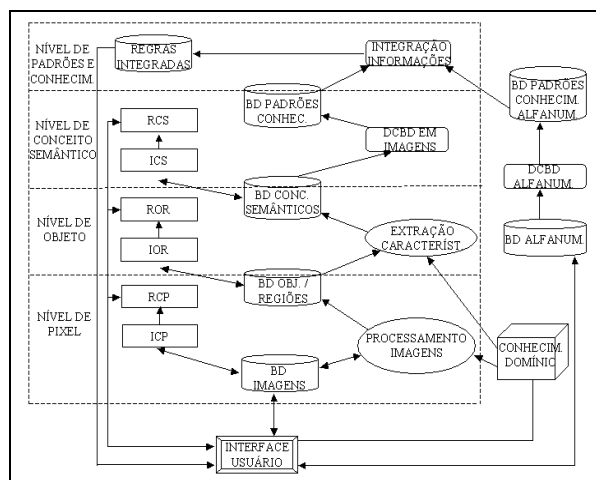 NÍVEL DE
PADRÕES E
CONHECIM.
REGRAS
INTEGRADAS
INTEGRAÇÃO
INFORMAÇÕES
BD PADRÕES
CONHECIM.
ALFANUM.
BD PADRÕES
CONHEC.
NÍVEL DE
CONCEITO
SEMÂNTICO
RCS
ICS
DCBD EM
IMAGENS
DCBD
ALFANUM.
BD CONC.
SEMÂNTICOS
NÍVEL DE
OBJETO
ROR
IOR
EXTRAÇÃO
CARACTERÍST.
BD ALFANUM.
BD OBJ. /
REGIÕES
NÍVEL DE
PIXEL
RCP
ICP
PROCESSAMENTO
IMAGENS
CONHECIM.
DOMÍNIO
BD
IMAGENS
INTERFACE
USUÁRIO